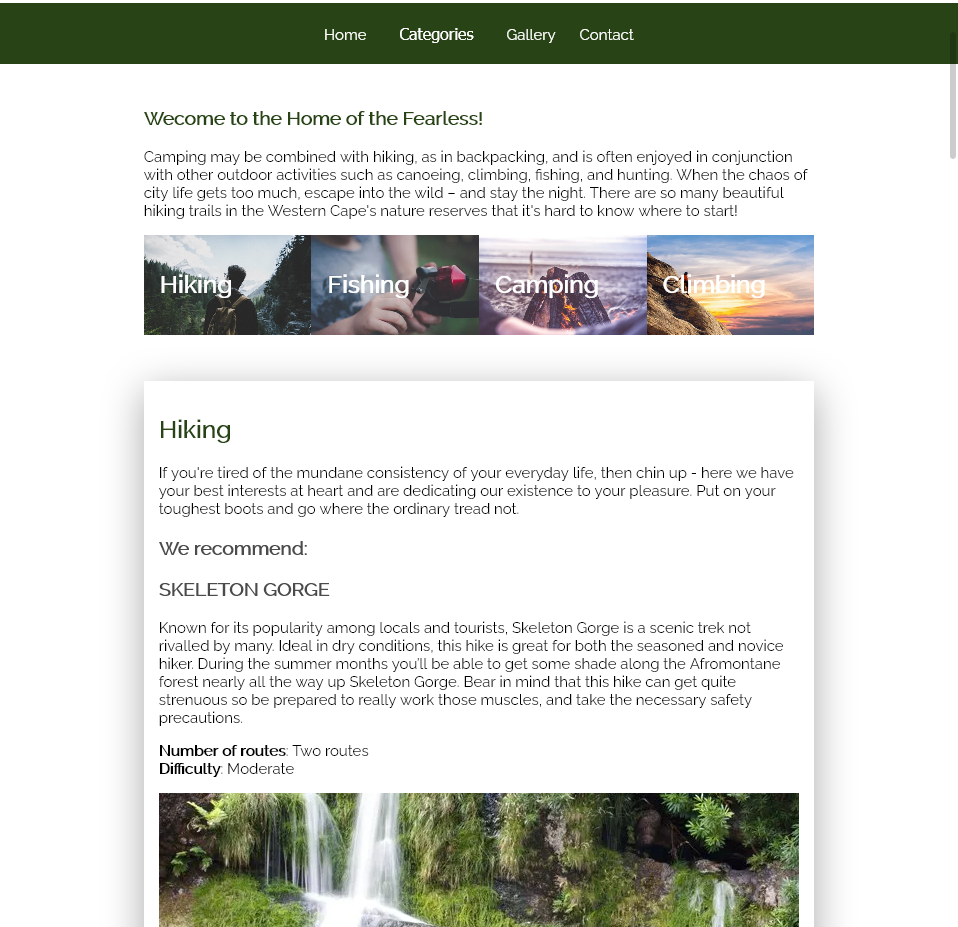 Home Categories Gallery Contact
Wecome to the Home of the Fearless!
Camping may be combined with hiking, as in backpacking, and is often enjoyed in conjunction
with other outdoor activities such as canoeing, climbing, fishing, and hunting. When the chaos of
city life gets too much, escape into the wild – and stay the night. There are so many beautiful
hiking trails in the Western Cape's nature reserves that it's hard to know where to start!
Hiking Fishing Camping Climbing
Hiking
If you're tired of the mundane consistency of your everyday life, then chin up - here we have
your best interests at heart and are dedicating our existence to your pleasure. Put on your
toughest boots and go where the ordinary tread not.
We recommend:
SKELETON GORGE
Known for its popularity among locals and tourists, Skeleton Gorge is a scenic trek not
rivalled by many. Ideal in dry conditions, this hike is great for both the seasoned and novice
hiker. During the summer months you'll be able to get some shade along the Afromontane
forest nearly all the way up Skeleton Gorge. Bear in mind that this hike can get quite
strenuous so be prepared to really work those muscles, and take the necessary safety
precautions.
Number of routes: Two routes
Difficulty: Moderate